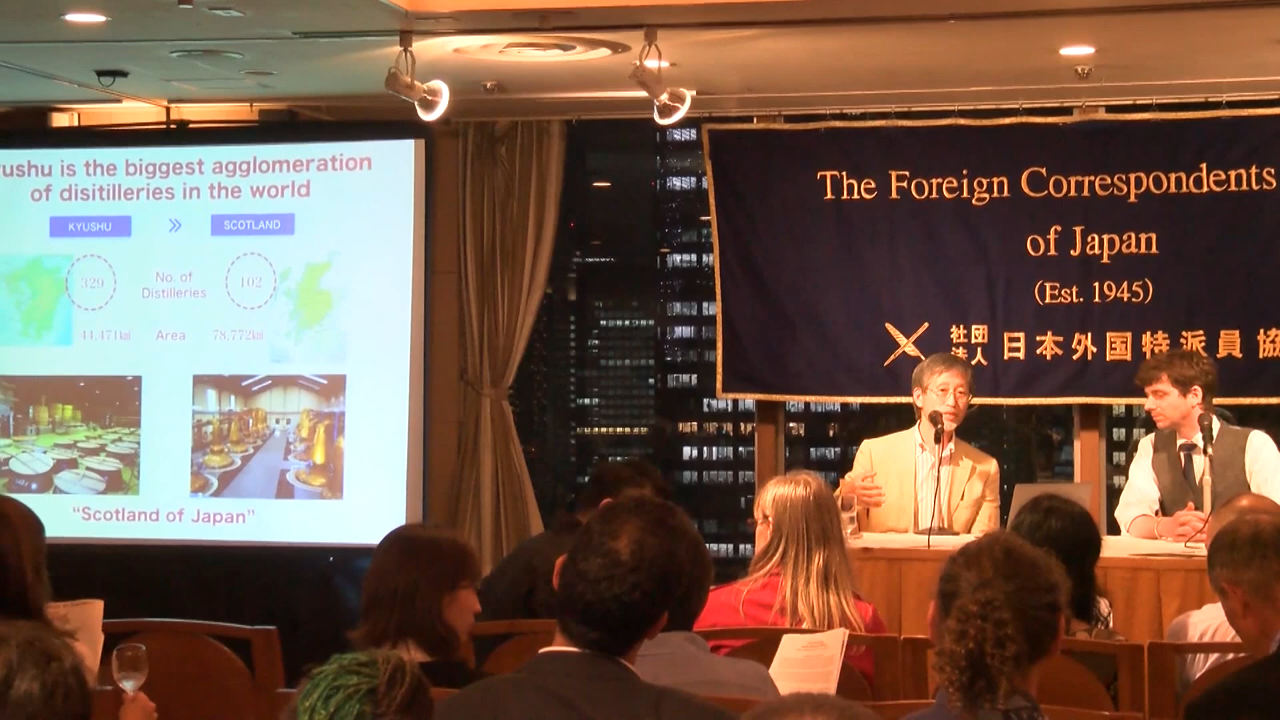 yushu is the biggest agglomeration
of disitilleries in the world
KYUSHU
SCOTLAND
329
No. of
Distilleries
102
44,471㎢
Area
78,772㎢
“Scotland of Japan”
The Foreign Correspondents
of Japan
(Est. 1945)
社団
法人
日本外国特派員協